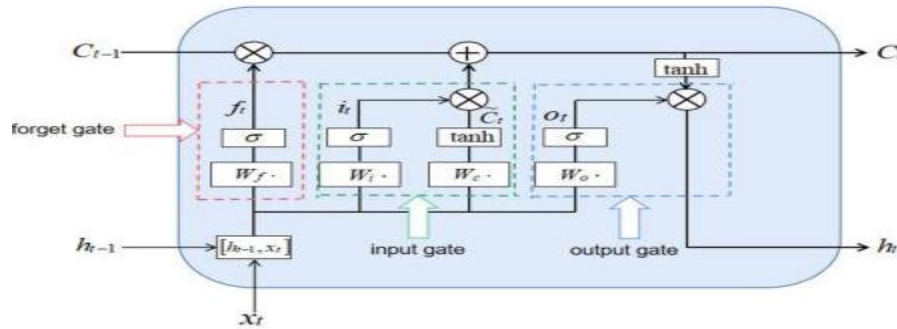 C_{t-1} × + C
tanh
f_t i_t × C̃_t o_t ×
forget gate
σ σ tanh σ
W_f · W_i · W_c · W_o ·
h_{t-1} [h_{t-1}, x_t] input gate output gate h_t
x_t